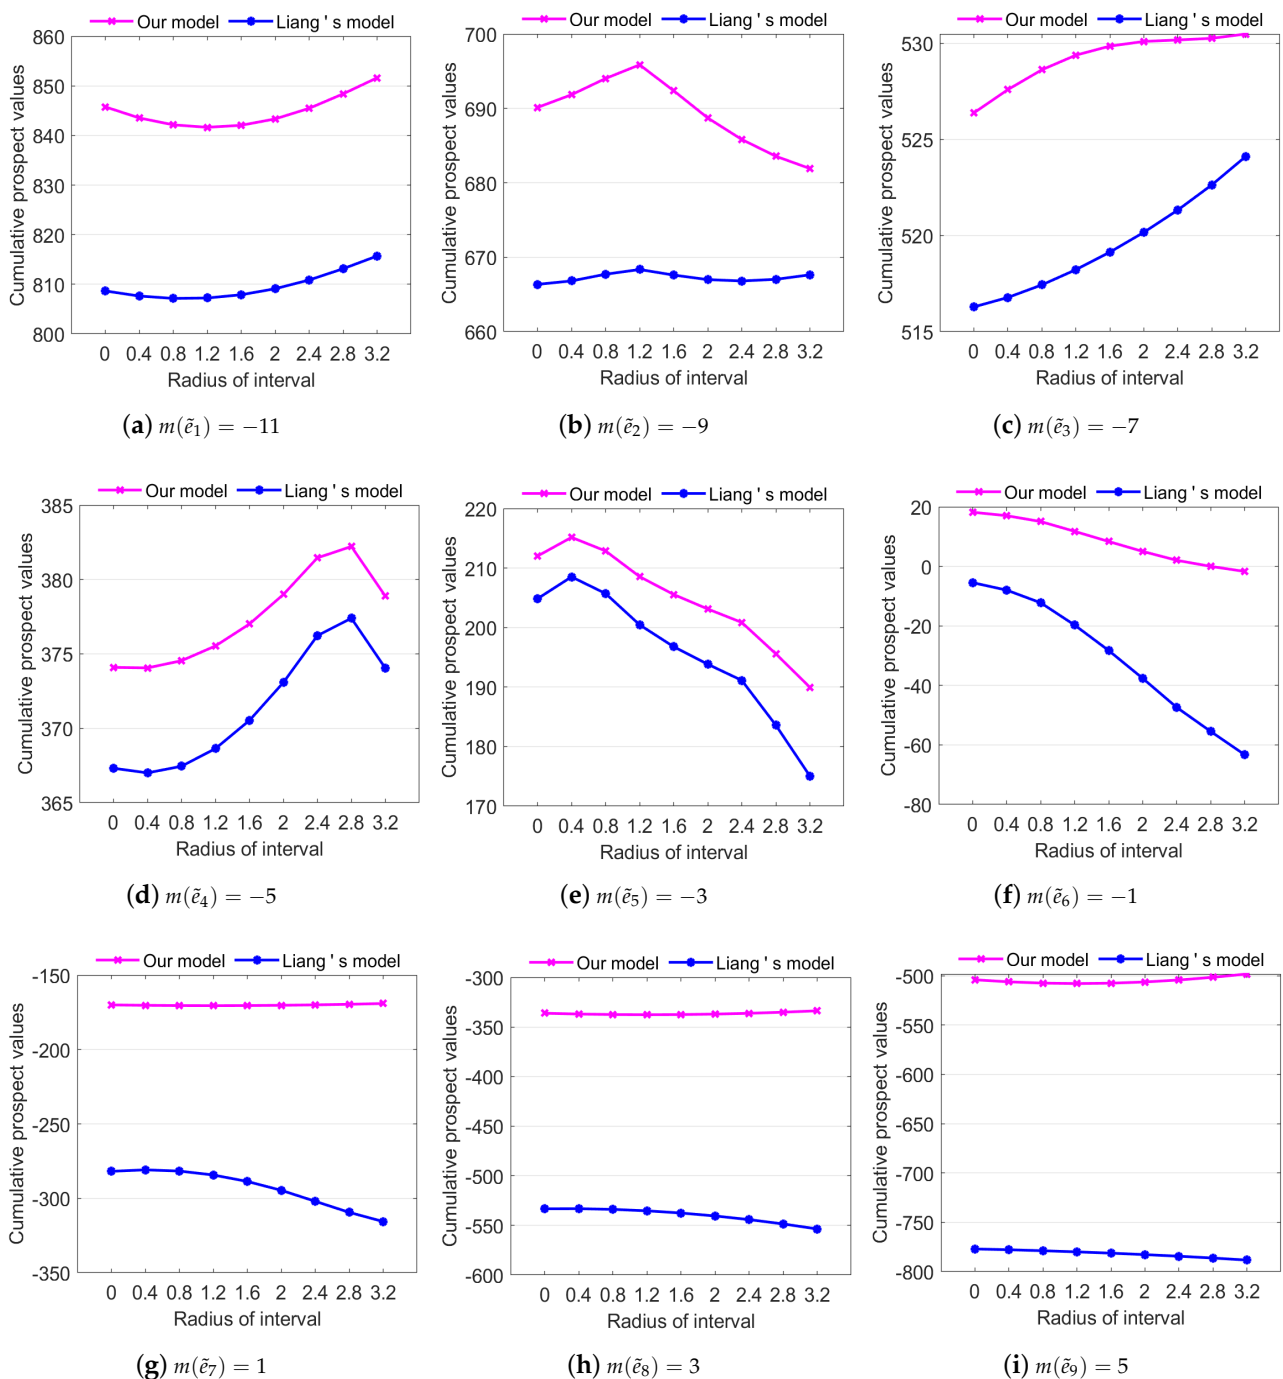 Our model Liang ' s model
860
850
840
830
820
810
800
Cumulative prospect values
0 0.4 0.8 1.2 1.6 2 2.4 2.8 3.2
Radius of interval
(a) m(ẽ₁) = −11
Our model Liang ' s model
700
690
680
670
660
Cumulative prospect values
0 0.4 0.8 1.2 1.6 2 2.4 2.8 3.2
Radius of interval
(b) m(ẽ₂) = −9
Our model Liang ' s model
530
525
520
515
Cumulative prospect values
0 0.4 0.8 1.2 1.6 2 2.4 2.8 3.2
Radius of interval
(c) m(ẽ₃) = −7
Our model Liang ' s model
385
380
375
370
365
Cumulative prospect values
0 0.4 0.8 1.2 1.6 2 2.4 2.8 3.2
Radius of interval
(d) m(ẽ₄) = −5
Our model Liang ' s model
220
210
200
190
180
170
Cumulative prospect values
0 0.4 0.8 1.2 1.6 2 2.4 2.8 3.2
Radius of interval
(e) m(ẽ₅) = −3
Our model Liang ' s model
20
0
-20
-40
-60
-80
Cumulative prospect values
0 0.4 0.8 1.2 1.6 2 2.4 2.8 3.2
Radius of interval
(f) m(ẽ₆) = −1
Our model Liang ' s model
-150
-200
-250
-300
-350
Cumulative prospect values
0 0.4 0.8 1.2 1.6 2 2.4 2.8 3.2
Radius of interval
(g) m(ẽ₇) = 1
Our model Liang ' s model
-300
-350
-400
-450
-500
-550
-600
Cumulative prospect values
0 0.4 0.8 1.2 1.6 2 2.4 2.8 3.2
Radius of interval
(h) m(ẽ₈) = 3
Our model Liang ' s model
-500
-550
-600
-650
-700
-750
-800
Cumulative prospect values
0 0.4 0.8 1.2 1.6 2 2.4 2.8 3.2
Radius of interval
(i) m(ẽ₉) = 5